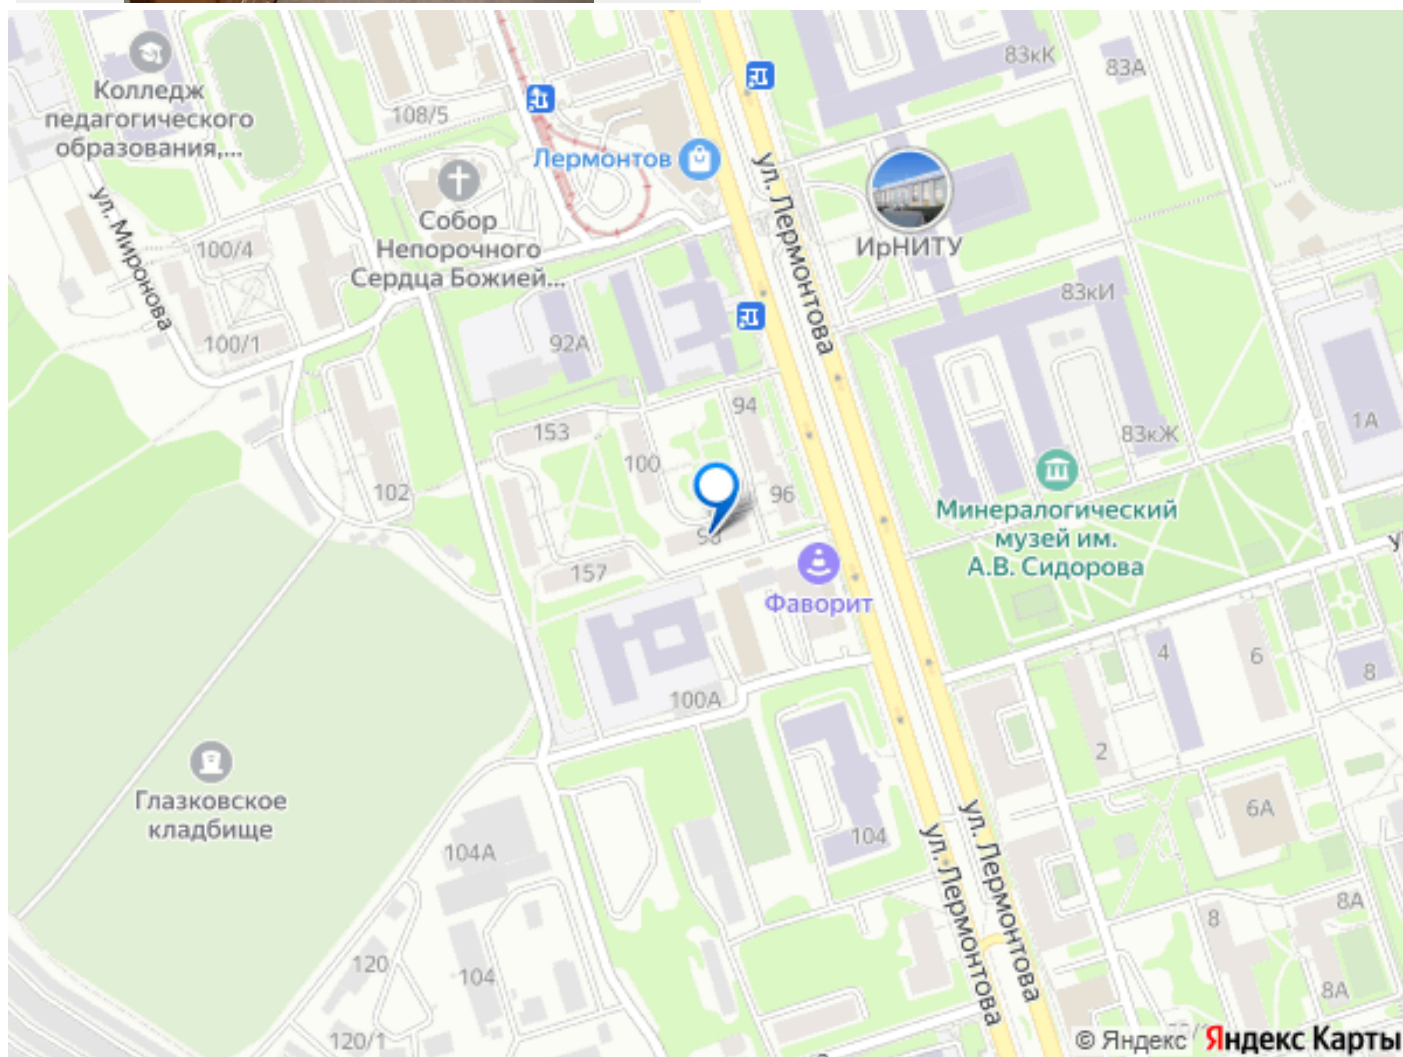 83кК
83А
Колледж
педагогического
образования,...
108/5
Лермонтов
ул. Лермонтова
Собор
Непорочного
Сердца Божией...
ИрНИТУ
ул. Миронова
100/4
83кИ
100/1
92А
94
1А
153
83кЖ
100
102
96
Минералогический
музей им.
А.В. Сидорова
157
Фаворит
4
6
8
100А
2
Глазковское
кладбище
6А
ул. Лермонтова
ул. Лермонтова
104
104А
8А
8
120
104
8А
120/1
© Яндекс
Яндекс Карты